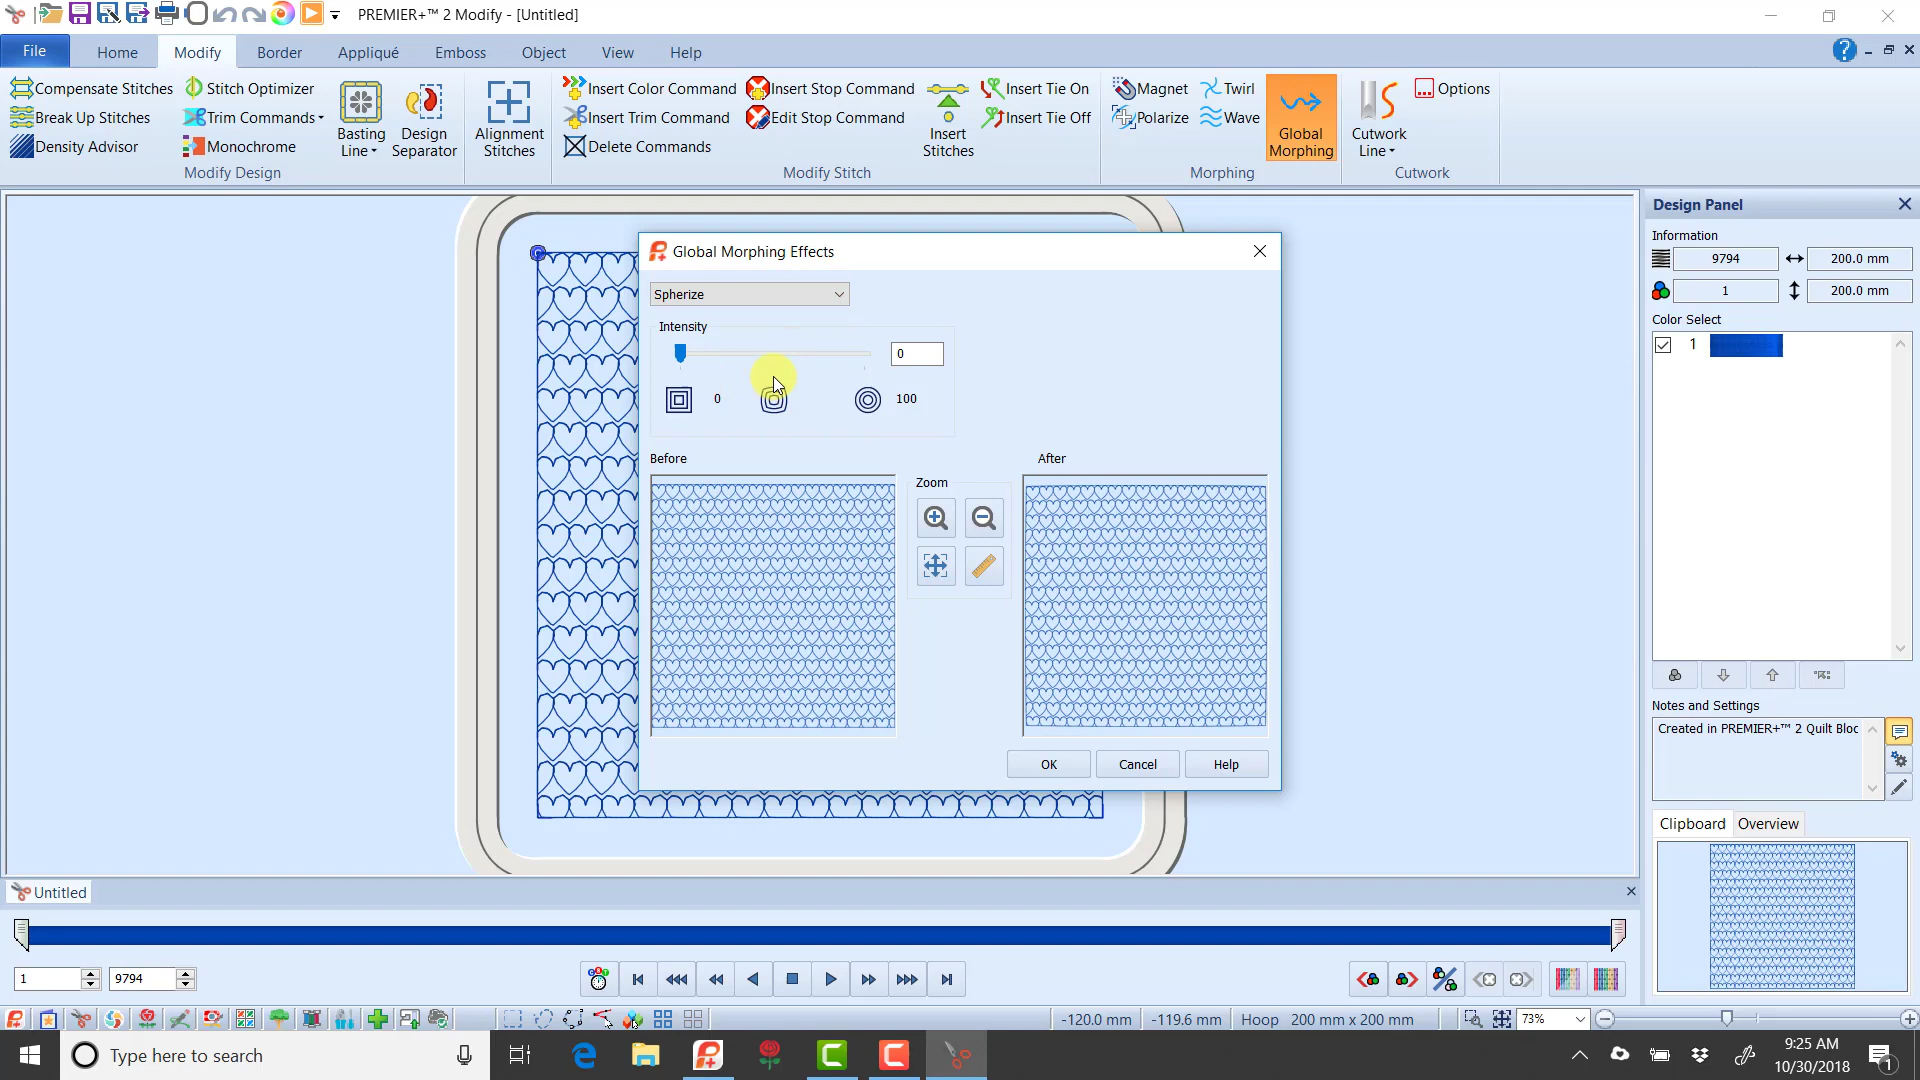 PREMIER+™ 2 Modify - [Untitled]
File Home Modify Border Appliqué Emboss Object View Help
Compensate Stitches
Break Up Stitches
Density Advisor
Stitch Optimizer
Trim Commands
Monochrome
Basting Line
Design Separator
Modify Design
Alignment Stitches
Insert Color Command
Insert Trim Command
Delete Commands
Insert Stop Command
Edit Stop Command
Insert Stitches
Insert Tie On
Insert Tie Off
Modify Stitch
Magnet
Polarize
Twirl
Wave
Global Morphing
Morphing
Cutwork Line
Options
Cutwork
Global Morphing Effects
Spherize
Intensity
0
0
100
Before
Zoom
After
OK Cancel Help
Design Panel
Information
9794 200.0 mm
1 200.0 mm
Color Select
1
Notes and Settings
Created in PREMIER+™ 2 Quilt Bloc
Clipboard Overview
Untitled
1 9794
-120.0 mm -119.6 mm Hoop 200 mm x 200 mm 73%
Type here to search
9:25 AM
10/30/2018
1